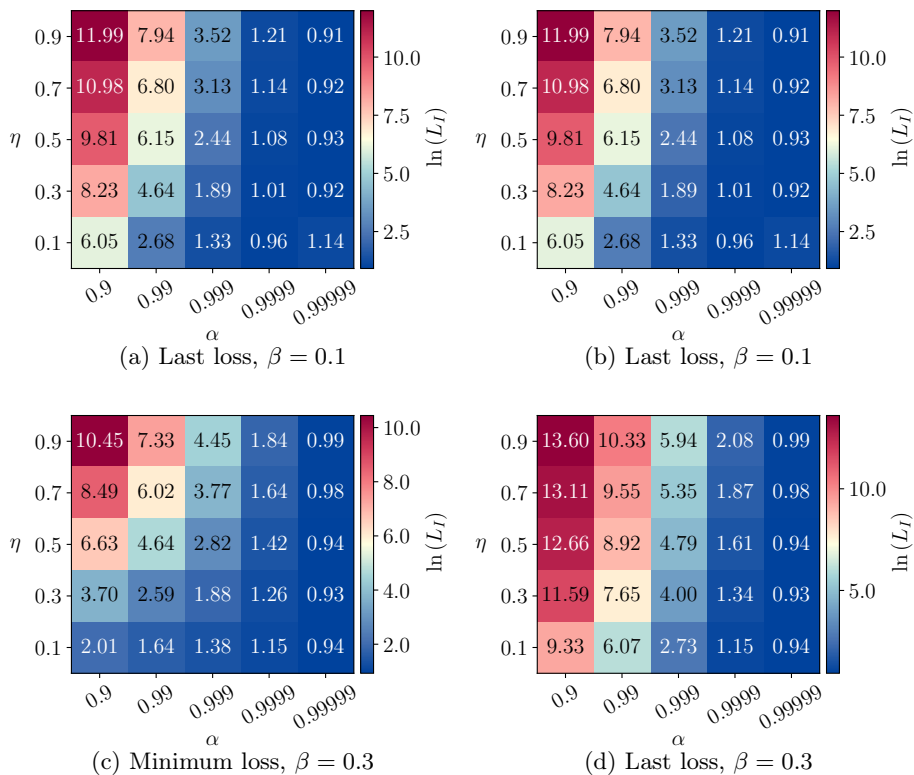 0.9 11.99 7.94 3.52 1.21 0.91
0.7 10.98 6.80 3.13 1.14 0.92
η 0.5 9.81 6.15 2.44 1.08 0.93
0.3 8.23 4.64 1.89 1.01 0.92
0.1 6.05 2.68 1.33 0.96 1.14
0.9 0.99 0.999 0.9999 0.99999
α
10.0
7.5
5.0
2.5
ln (L_I)
(a) Last loss, β = 0.1
0.9 11.99 7.94 3.52 1.21 0.91
0.7 10.98 6.80 3.13 1.14 0.92
η 0.5 9.81 6.15 2.44 1.08 0.93
0.3 8.23 4.64 1.89 1.01 0.92
0.1 6.05 2.68 1.33 0.96 1.14
0.9 0.99 0.999 0.9999 0.99999
α
10.0
7.5
5.0
2.5
ln (L_I)
(b) Last loss, β = 0.1
0.9 10.45 7.33 4.45 1.84 0.99
0.7 8.49 6.02 3.77 1.64 0.98
η 0.5 6.63 4.64 2.82 1.42 0.94
0.3 3.70 2.59 1.88 1.26 0.93
0.1 2.01 1.64 1.38 1.15 0.94
0.9 0.99 0.999 0.9999 0.99999
α
10.0
8.0
6.0
4.0
2.0
ln (L_I)
(c) Minimum loss, β = 0.3
0.9 13.60 10.33 5.94 2.08 0.99
0.7 13.11 9.55 5.35 1.87 0.98
η 0.5 12.66 8.92 4.79 1.61 0.94
0.3 11.59 7.65 4.00 1.34 0.93
0.1 9.33 6.07 2.73 1.15 0.94
0.9 0.99 0.999 0.9999 0.99999
α
10.0
5.0
ln (L_I)
(d) Last loss, β = 0.3